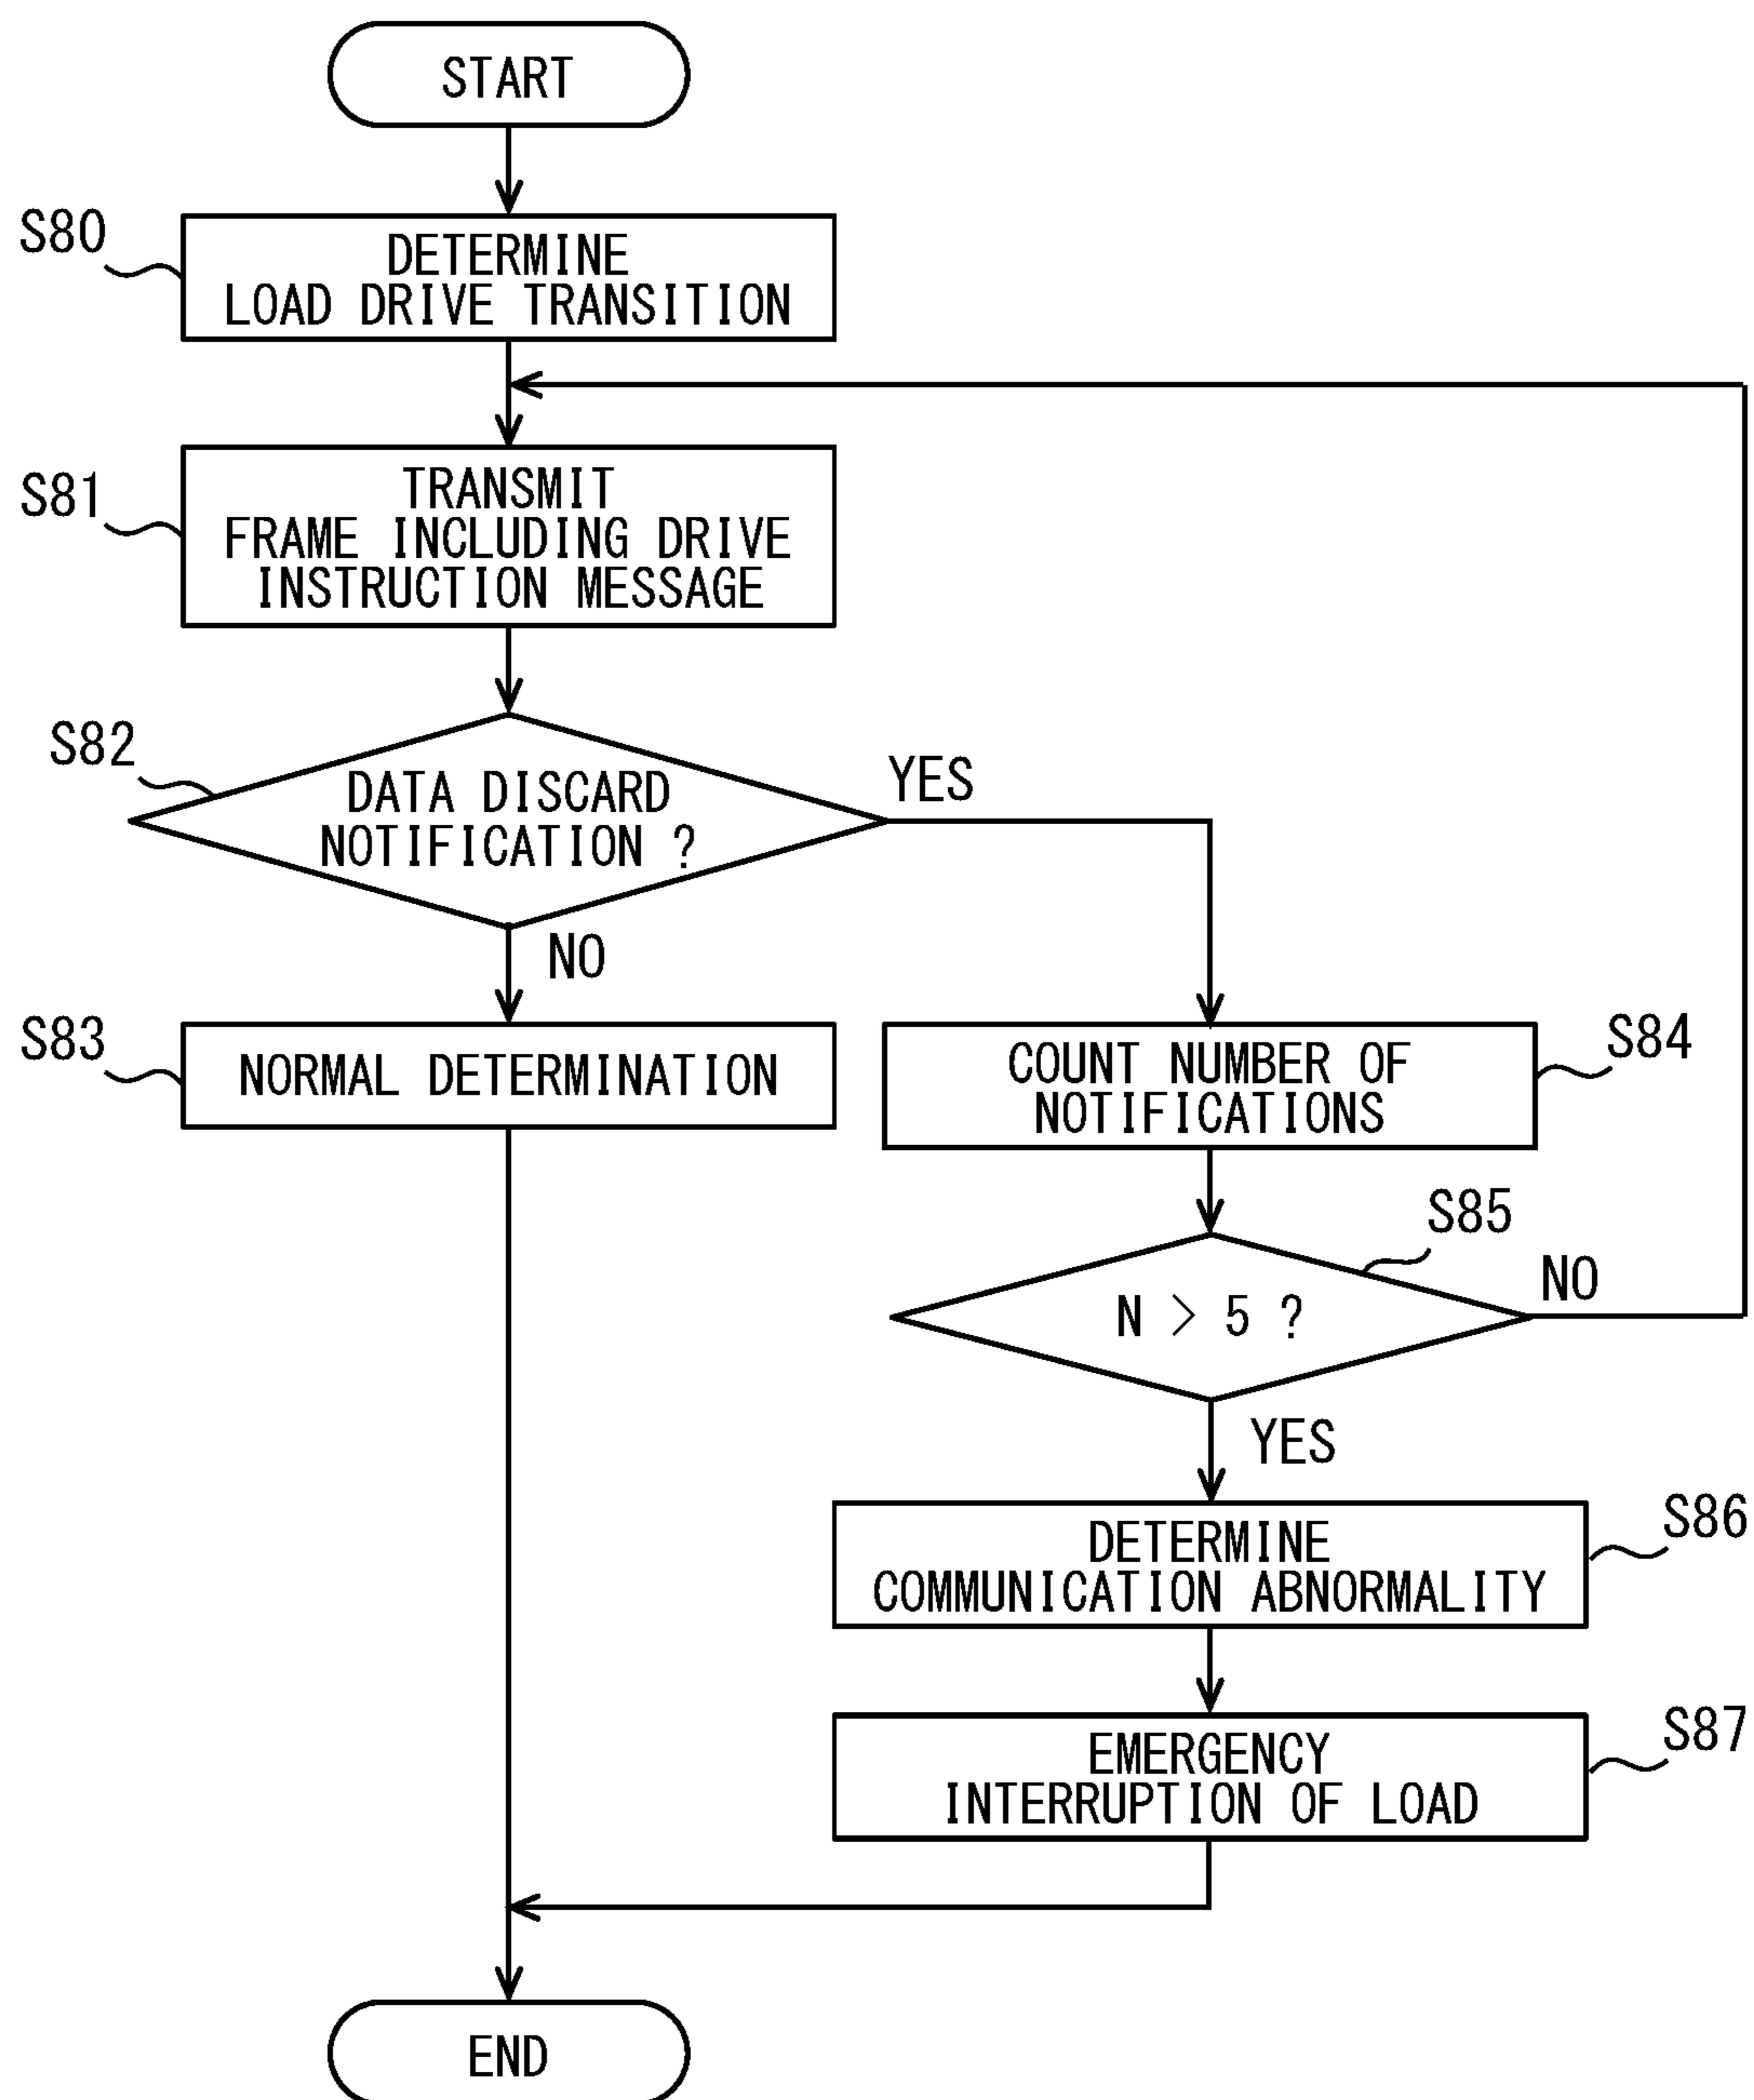 START
S80
DETERMINE
LOAD DRIVE TRANSITION
S81
TRANSMIT
FRAME INCLUDING DRIVE
INSTRUCTION MESSAGE
S82
DATA DISCARD
NOTIFICATION ?
YES
NO
S83
NORMAL DETERMINATION
S84
COUNT NUMBER OF
NOTIFICATIONS
S85
N > 5 ?
NO
YES
S86
DETERMINE
COMMUNICATION ABNORMALITY
S87
EMERGENCY
INTERRUPTION OF LOAD
END